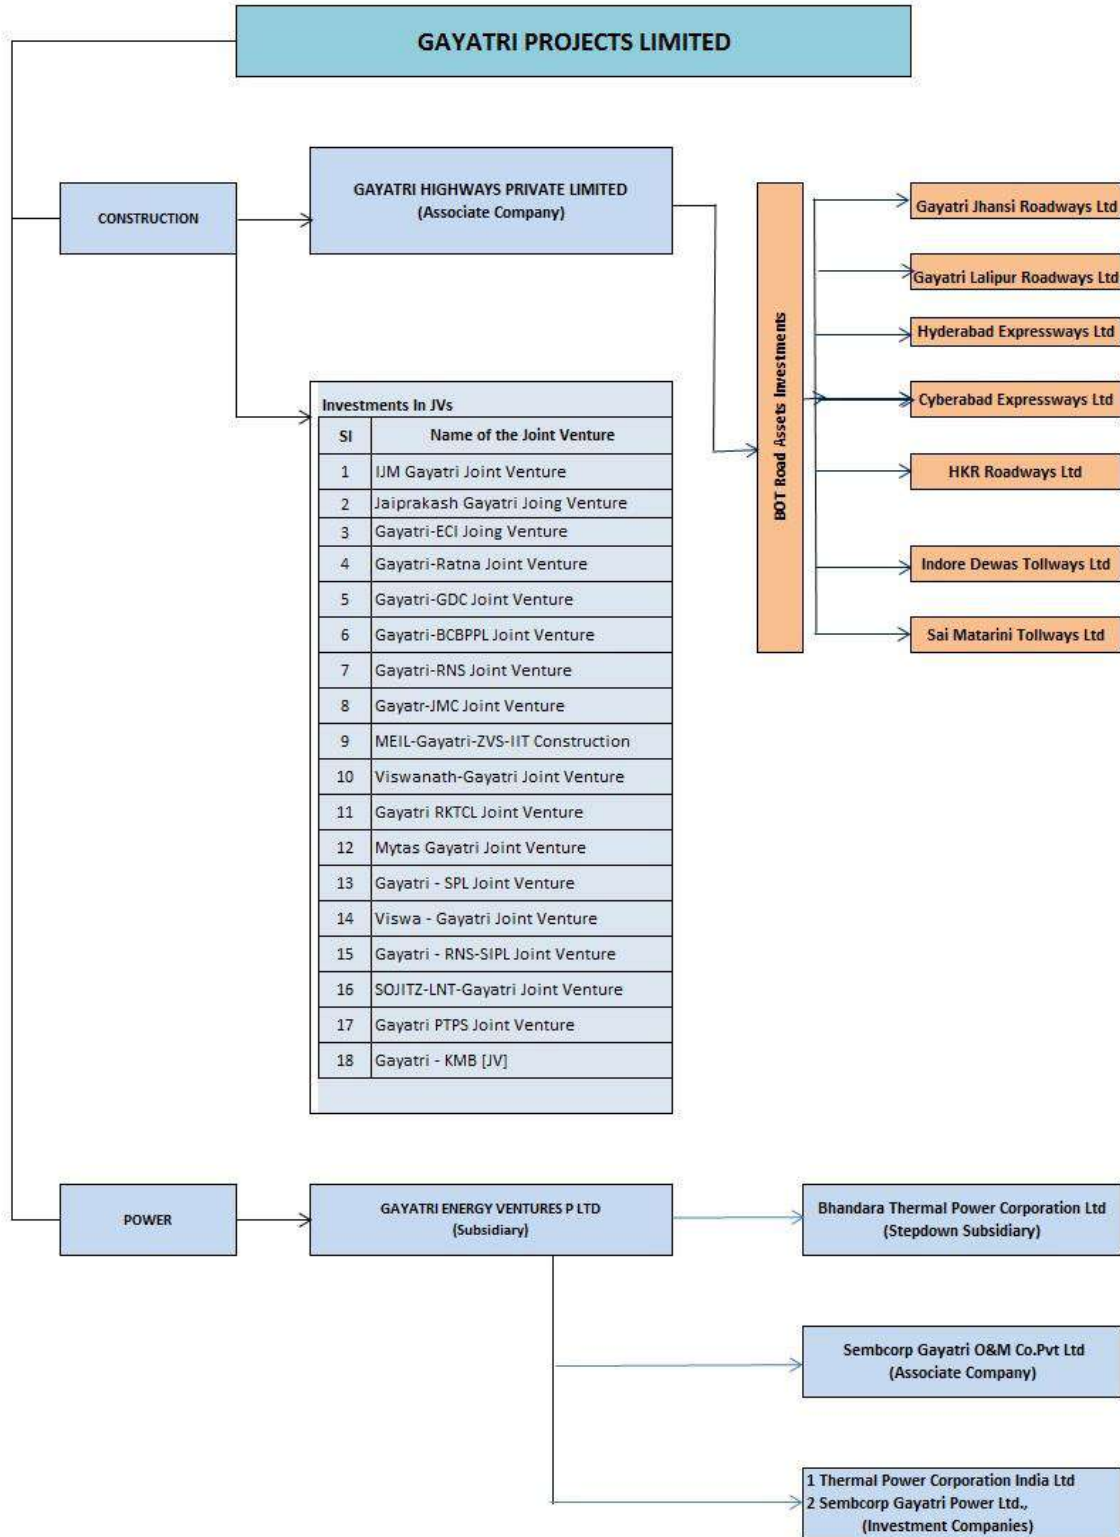 GAYATRI PROJECTS LIMITED
CONSTRUCTION
GAYATRI HIGHWAYS PRIVATE LIMITED
(Associate Company)
BOT Road Assets Investments
Gayatri Jhansi Roadways Ltd
Gayatri Lalipur Roadways Ltd
Hyderabad Expressways Ltd
Cyberabad Expressways Ltd
HKR Roadways Ltd
Indore Dewas Tollways Ltd
Sai Matarini Tollways Ltd
Investments In JVs
SI Name of the Joint Venture
1 IJM Gayatri Joint Venture
2 Jaiprakash Gayatri Joing Venture
3 Gayatri-ECI Joing Venture
4 Gayatri-Ratna Joint Venture
5 Gayatri-GDC Joint Venture
6 Gayatri-BCBPPL Joint Venture
7 Gayatri-RNS Joint Venture
8 Gayatr-JMC Joint Venture
9 MEIL-Gayatri-ZVS-IIT Construction
10 Viswanath-Gayatri Joint Venture
11 Gayatri RKTCL Joint Venture
12 Mytas Gayatri Joint Venture
13 Gayatri - SPL Joint Venture
14 Viswa - Gayatri Joint Venture
15 Gayatri - RNS-SIPL Joint Venture
16 SOJITZ-LNT-Gayatri Joint Venture
17 Gayatri PTPS Joint Venture
18 Gayatri - KMB [JV]
POWER
GAYATRI ENERGY VENTURES P LTD
(Subsidiary)
Bhandara Thermal Power Corporation Ltd
(Stepdown Subsidiary)
Sembcorp Gayatri O&M Co.Pvt Ltd
(Associate Company)
1 Thermal Power Corporation India Ltd
2 Sembcorp Gayatri Power Ltd.,
(Investment Companies)